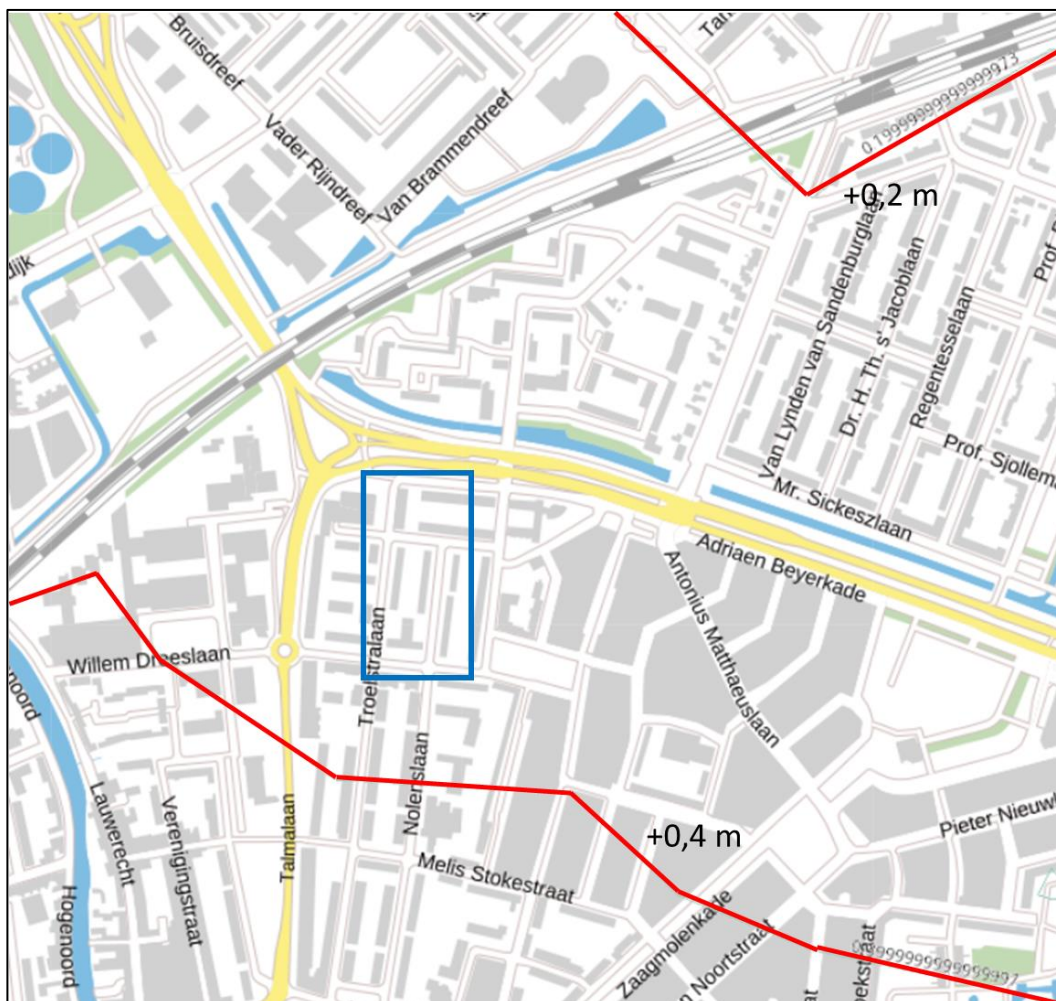 Bruisdreef
Vader Rijndreef
Van Brammendreef
0.19999999999999973
+0,2 m
Van Lynden van Sandenburglaan
Dr. H. Th. s' Jacoblaan
Regentesselaan
Prof. Sjollema
Mr. Sickeszlaan
Adriaen Beyerkade
Antonius Matthaeuslaan
Willem Dreeslaan
Troelstralaan
Nolenslaan
Talmalaan
Lauwerecht
Verenigingstraat
Hogenoord
Melis Stokestraat
+0,4 m
Pieter Nieuw
Zaagmolenkade
n Noortstraat